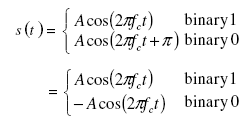 s(t) = { A cos(2πf_c t) binary 1
A cos(2πf_c t + π) binary 0
= { A cos(2πf_c t) binary 1
− A cos(2πf_c t) binary 0